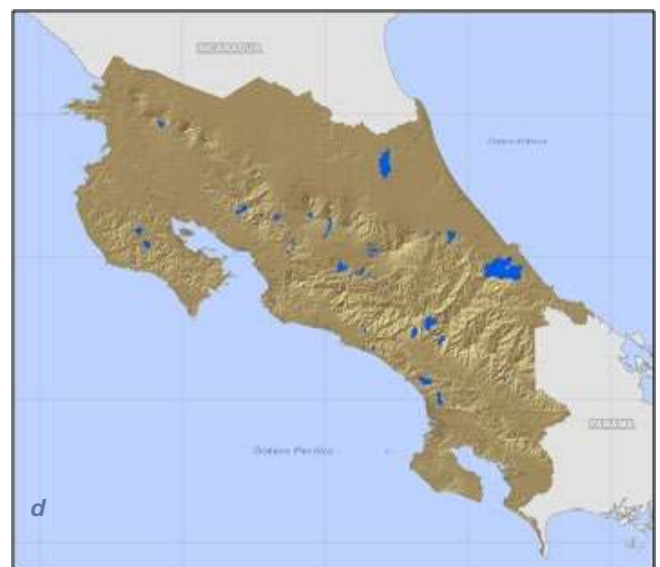 NICARAGUA
Océano Atlántico
PANAMA
Océano Pacífico
d